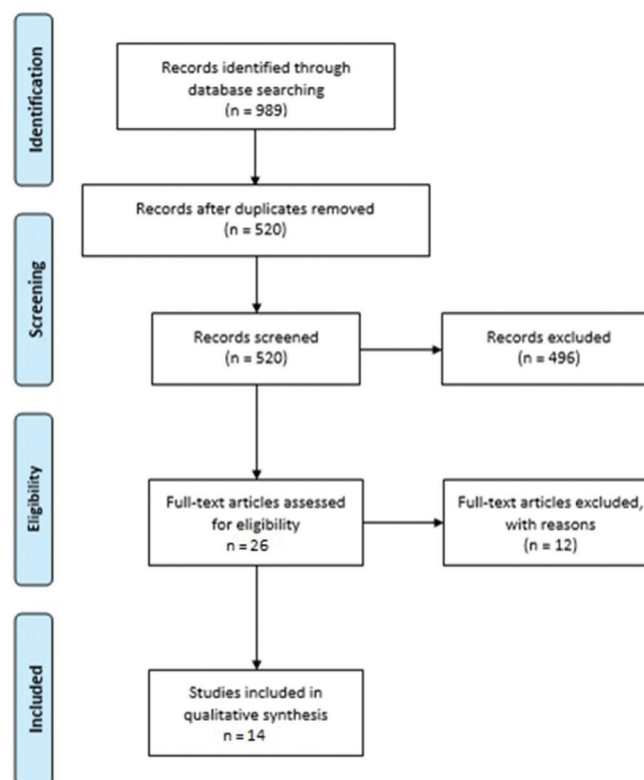 Identification
Records identified through
database searching
(n = 989)
Records after duplicates removed
(n = 520)
Screening
Records screened
(n = 520)
Records excluded
(n = 496)
Eligibility
Full-text articles assessed
for eligibility
n = 26
Full-text articles excluded,
with reasons
(n = 12)
Included
Studies included in
qualitative synthesis
n = 14